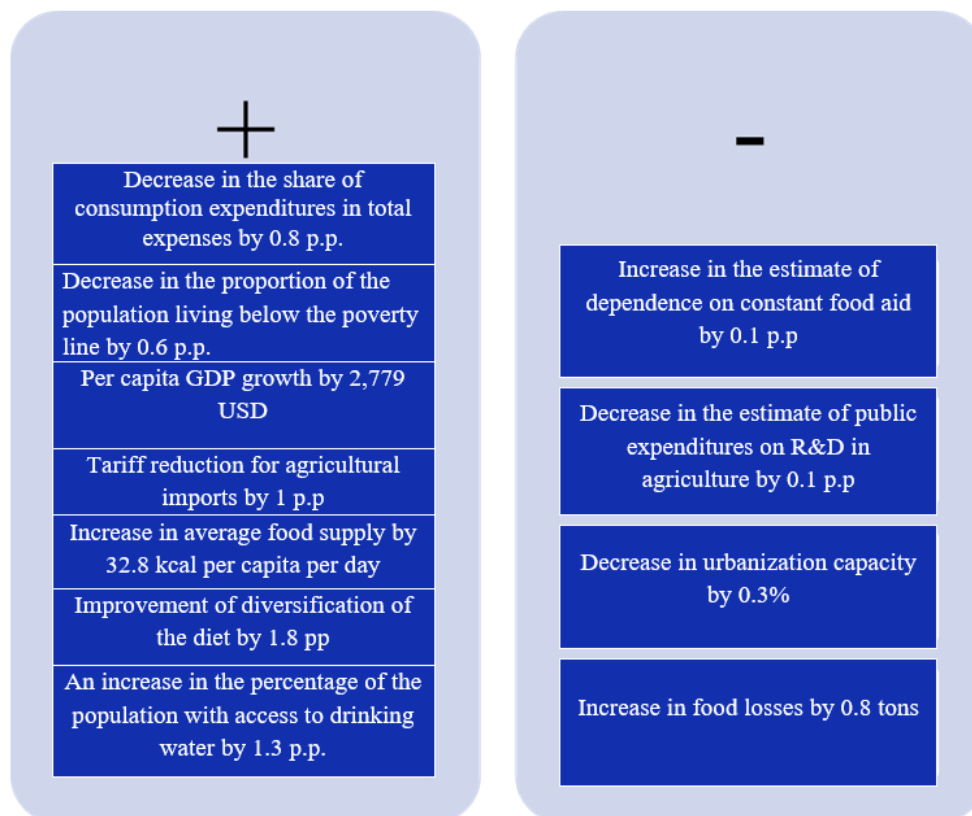 +
Decrease in the share of
consumption expenditures in total
expenses by 0.8 p.p.
Decrease in the proportion of the
population living below the poverty
line by 0.6 p.p.
Per capita GDP growth by 2,779
USD
Tariff reduction for agricultural
imports by 1 p.p
Increase in average food supply by
32.8 kcal per capita per day
Improvement of diversification of
the diet by 1.8 pp
An increase in the percentage of the
population with access to drinking
water by 1.3 p.p.
-
Increase in the estimate of
dependence on constant food aid
by 0.1 p.p
Decrease in the estimate of public
expenditures on R&D in
agriculture by 0.1 p.p
Decrease in urbanization capacity
by 0.3%
Increase in food losses by 0.8 tons